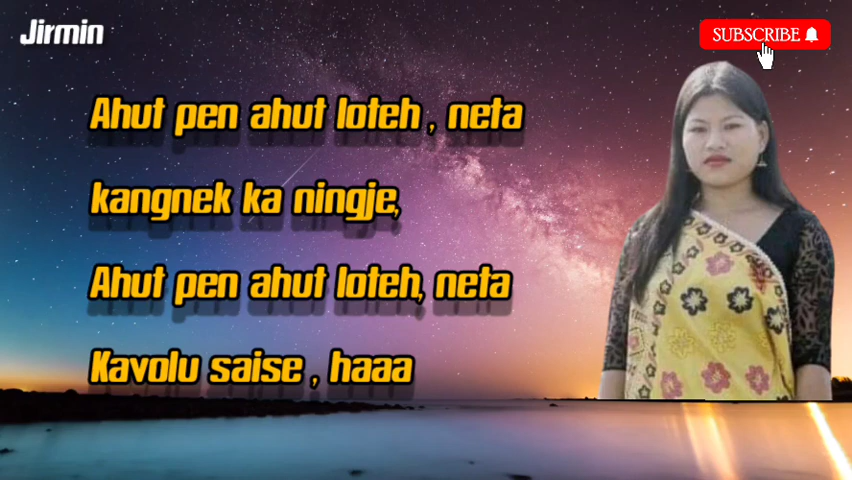 Jirmin
SUBSCRIBE
Ahut pen ahut loteh , neta
kangnek ka ningje,
Ahut pen ahut loteh, neta
Kavolu saise , haaa